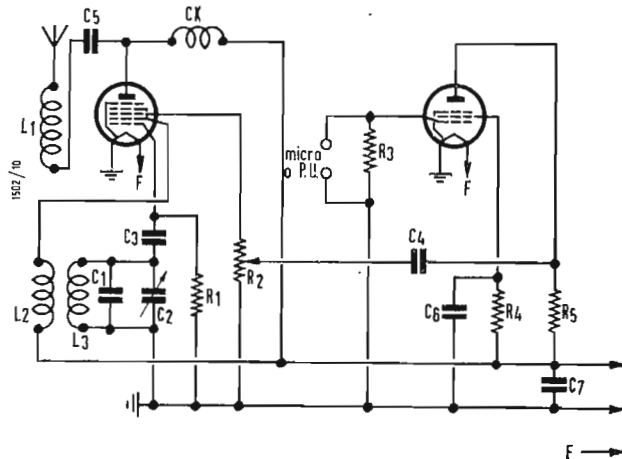 C5
CX
L1
1502/10
F
micro
o P.U.
R3
F
C3
C4
L2
L3
C1
C2
R1
R2
C6
R4
R5
C7
E